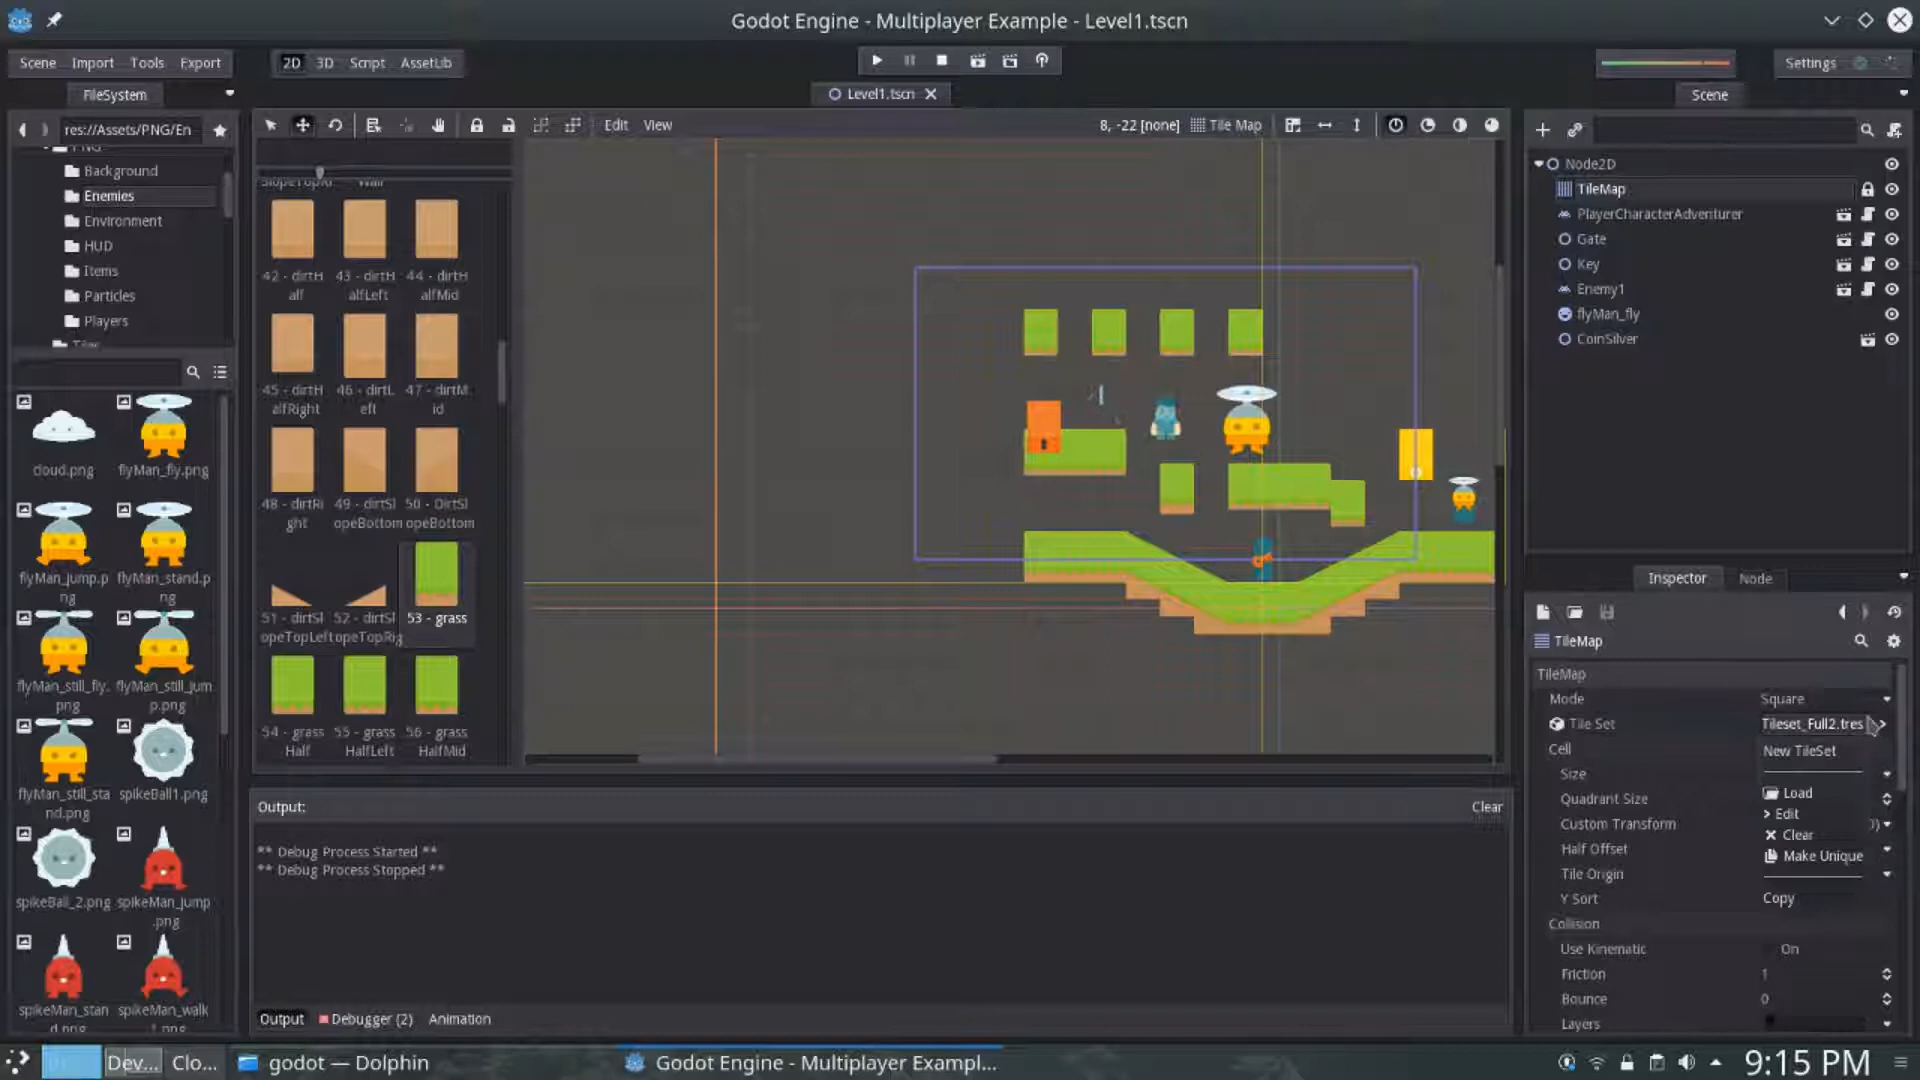 Godot Engine - Multiplayer Example - Level1.tscn
Scene Import Tools Export
2D 3D Script AssetLib
Settings
FileSystem
Level1.tscn
Scene
res://Assets/PNG/En
Edit View
8, -22 [none] Tile Map
Background
Enemies
Environment
HUD
Items
Particles
Players
cloud.png
flyMan_fly.png
flyMan_jump.p
ng
flyMan_stand.p
ng
flyMan_still_fly.
png
flyMan_still_jum
p.png
flyMan_still_sta
nd.png
spikeBall1.png
spikeBall_2.png
spikeMan_jump
.png
spikeMan_stan
d.png
spikeMan_walk
1.png
42 - dirtH
alf
43 - dirtH
alfLeft
44 - dirtH
alfMid
45 - dirtH
alfRight
46 - dirtL
eft
47 - dirtM
id
48 - dirtRi
ght
49 - dirtSl
opeBottom
50 - DirtSl
opeBottom
51 - dirtSl
opeTopLeft
52 - dirtSl
opeTopRig
53 - grass
54 - grass
Half
55 - grass
HalfLeft
56 - grass
HalfMid
Output:
Clear
** Debug Process Started **
** Debug Process Stopped **
Output Debugger (2) Animation
Node2D
TileMap
PlayerCharacterAdventurer
Gate
Key
Enemy1
flyMan_fly
CoinSilver
Inspector Node
TileMap
TileMap
Mode Square
Tile Set Tileset_Full2.tres
Cell New TileSet
Size
Quadrant Size Load
Edit
Custom Transform
Clear
Half Offset Make Unique
Tile Origin
Y Sort Copy
Collision
Use Kinematic On
Friction 1
Bounce 0
Layers
Dev... Clo... godot — Dolphin Godot Engine - Multiplayer Exampl... 9:15 PM